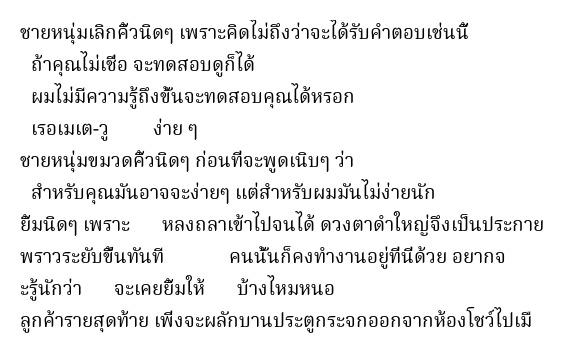 ชายหนุ่มเลิกคิ้วนิดๆ เพราะคิดไม่ถึงว่าจะได้รับคำตอบเช่นนี้
ถ้าคุณไม่เชื่อ จะทดสอบดูก็ได้
ผมไม่มีความรู้ถึงขั้นจะทดสอบคุณได้หรอก
เรอเมเต-วู ง่าย ๆ
ชายหนุ่มขมวดคิ้วนิดๆ ก่อนที่จะพูดเนิบๆ ว่า
สำหรับคุณมันอาจจะง่ายๆ แต่สำหรับผมมันไม่ง่ายนัก
ยิ้มนิดๆ เพราะ หลงถลาเข้าไปจนได้ ดวงตาดำใหญ่จึงเป็นประกาย
พราวระยับขึ้นทันที คนนั้นก็คงทำงานอยู่ที่นี่ด้วย อยากจ
ะรู้นักว่า จะเคยยิ้มให้ บ้างไหมหนอ
ลูกค้ารายสุดท้าย เพิ่งจะผลักบานประตูกระจกออกจากห้องโชว์ไปเมื่